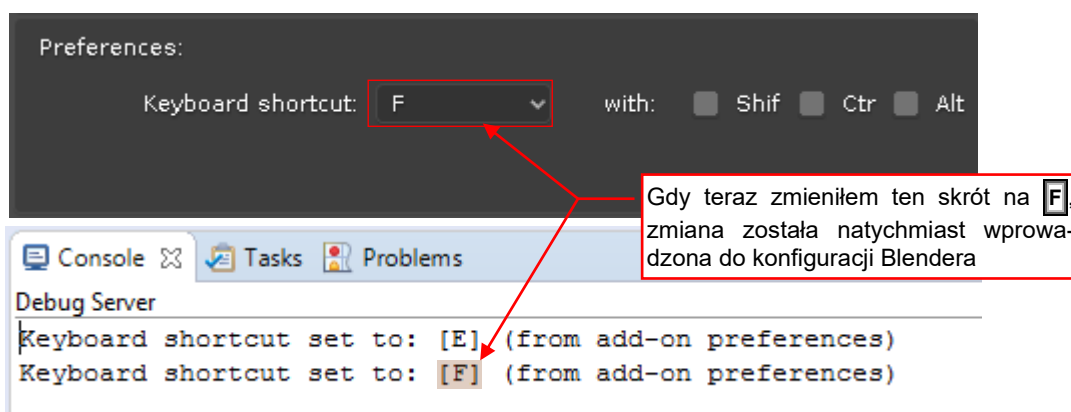 Preferences:
Keyboard shortcut: F with: Shif Ctr Alt
Gdy teraz zmieniłem ten skrót na F,
zmiana została natychmiast wprowa-
dzona do konfiguracji Blendera
Console Tasks Problems
Debug Server
Keyboard shortcut set to: [E] (from add-on preferences)
Keyboard shortcut set to: [F] (from add-on preferences)